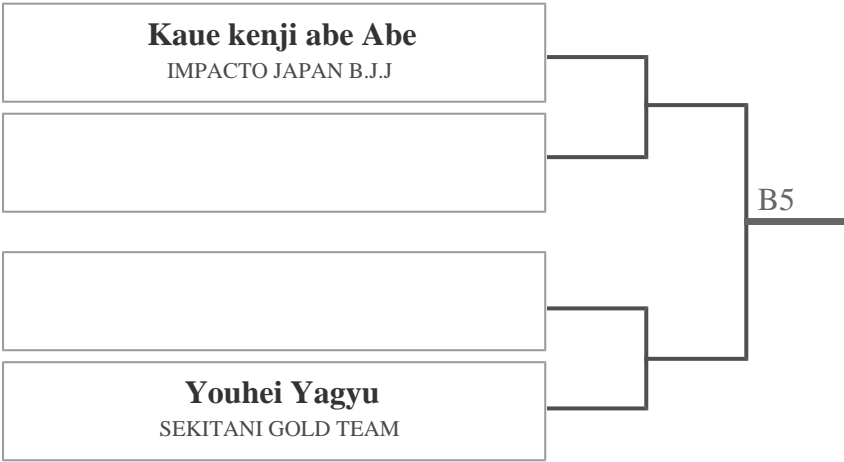 Kaue kenji abe Abe
IMPACTO JAPAN B.J.J
B5
Youhei Yagyu
SEKITANI GOLD TEAM